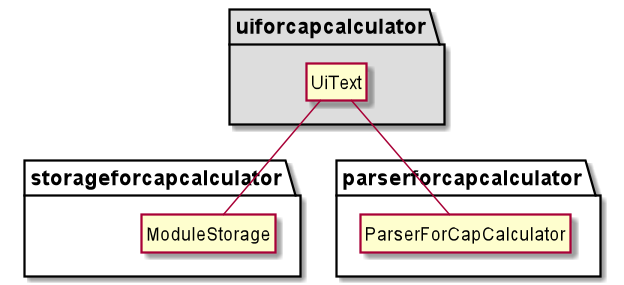 uiforcapcalculator
UiText
storageforcapcalculator
parserforcapcalculator
ModuleStorage
ParserForCapCalculator